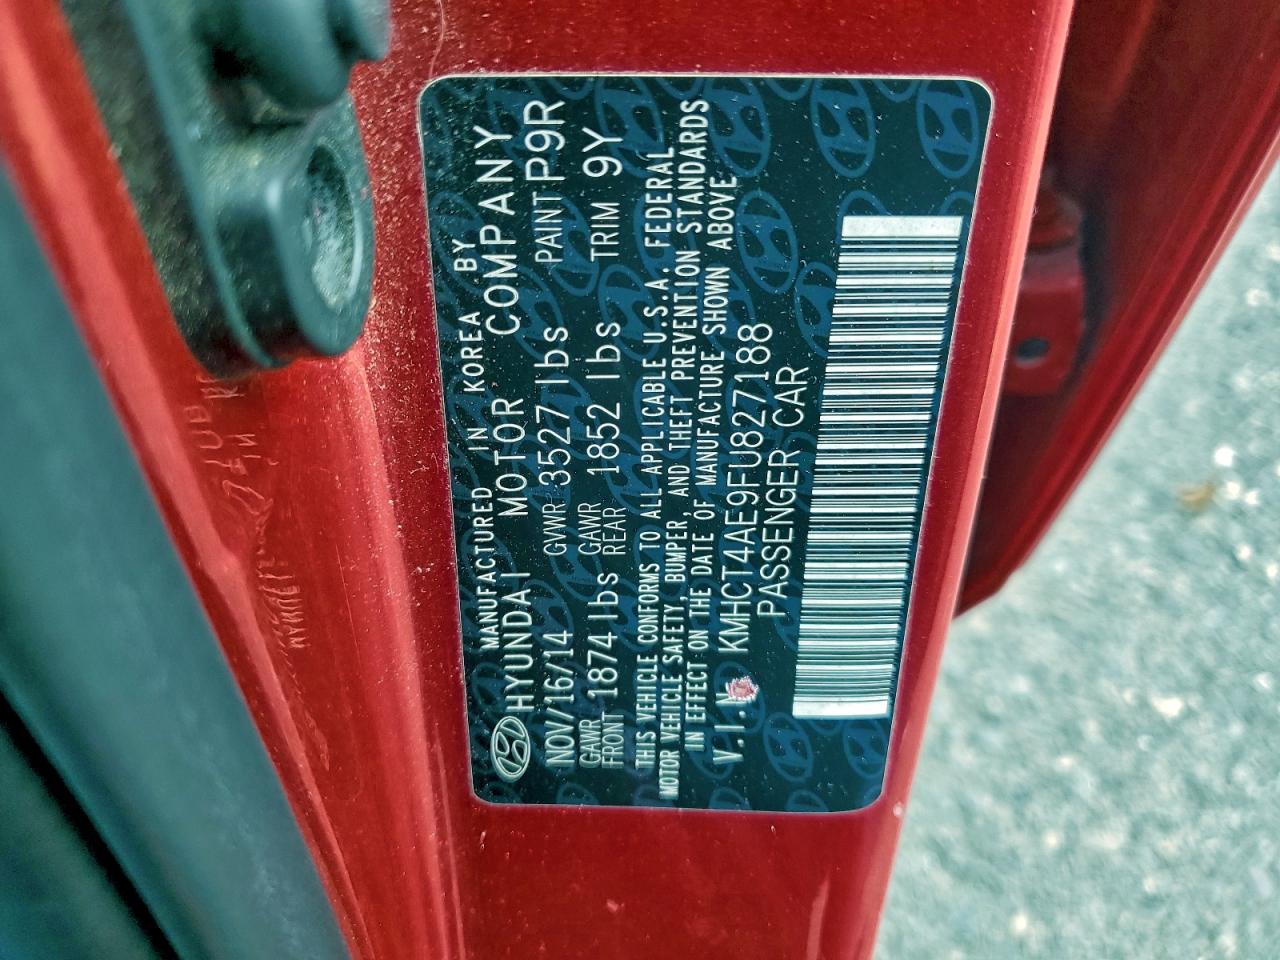 MANUFACTURED IN KOREA BY
HYUNDAI MOTOR COMPANY
NOV/16/14 GVWR 3527 lbs PAINT P9R
GAWR FRONT 1874 lbs GAWR REAR 1852 lbs TRIM 9Y
THIS VEHICLE CONFORMS TO ALL APPLICABLE U.S.A. FEDERAL
MOTOR VEHICLE SAFETY, BUMPER, AND THEFT PREVENTION STANDARDS
IN EFFECT ON THE DATE OF MANUFACTURE SHOWN ABOVE
V.I.N KMHCT4AE9FU827188
PASSENGER CAR